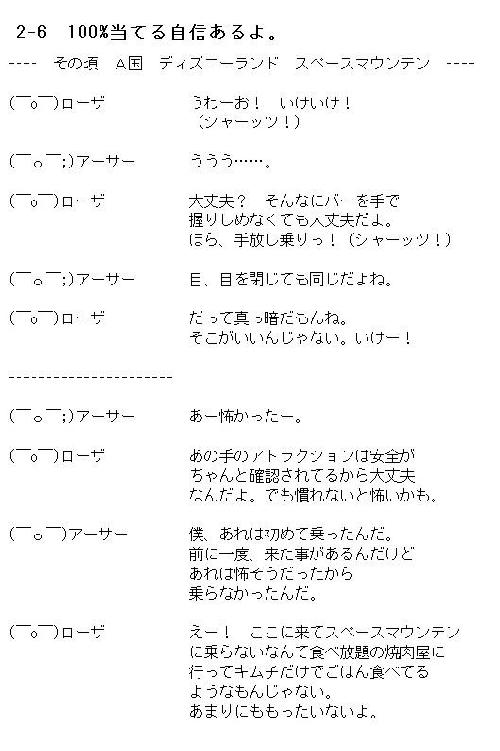 2-6　100%当てる自信あるよ。
----　その頃　A国　ディズニーランド　スペースマウンテン　----
(￣o￣)ローザ　うわーお！　いけいけ！
（シャーッツ！）
(￣o￣;)アーサー　ううう……。
(￣o￣)ローザ　大丈夫？　そんなにバーを手で
握りしめなくても大丈夫だよ。
ほら、手放し乗りっ！（シャーッツ！）
(￣o￣;)アーサー　目、目を閉じても同じだよね。
(￣o￣)ローザ　だって真っ暗だもんね。
そこがいいんじゃない。いけー！
----------------------
(￣o￣;)アーサー　あー怖かったー。
(￣o￣)ローザ　あの手のアトラクションは安全が
ちゃんと確認されてるから大丈夫
なんだよ。でも慣れないと怖いかも。
(￣o￣)アーサー　僕、あれは初めて乗ったんだ。
前に一度、来た事があるんだけど
あれは怖そうだったから
乗らなかったんだ。
(￣o￣)ローザ　えー！　ここに来てスペースマウンテン
に乗らないなんて食べ放題の焼肉屋に
行ってキムチだけでごはん食べてる
ようなもんじゃない。
あまりにももったいないよ。